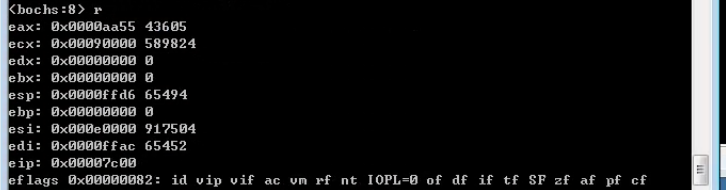 <bochs:8> r
eax: 0x0000aa55 43605
ecx: 0x00090000 589824
edx: 0x00000000 0
ebx: 0x00000000 0
esp: 0x0000ffd6 65494
ebp: 0x00000000 0
esi: 0x000e0000 917504
edi: 0x0000ffac 65452
eip: 0x00007c00
eflags 0x00000082: id vip vif ac vm rf nt IOPL=0 of df if tf SF zf af pf cf